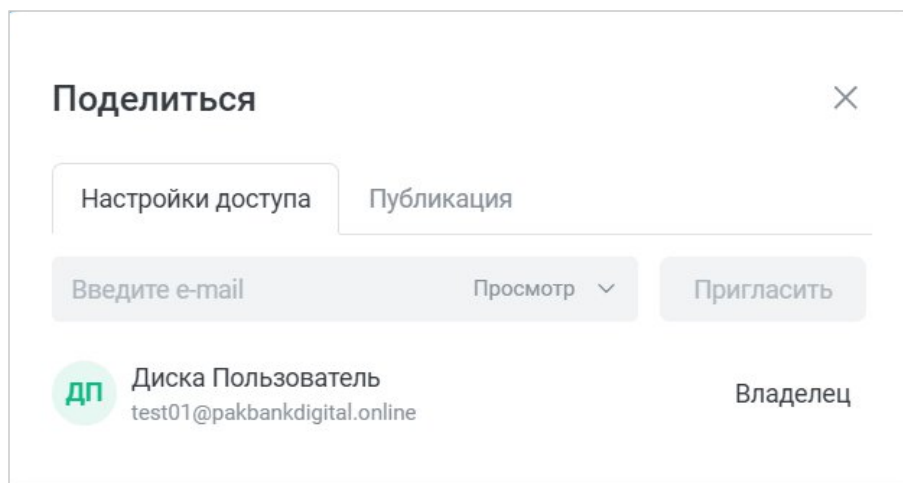 Поделиться
Настройки доступа Публикация
Введите e-mail Просмотр Пригласить
ДП Диска Пользователь Владелец
test01@pakbankdigital.online